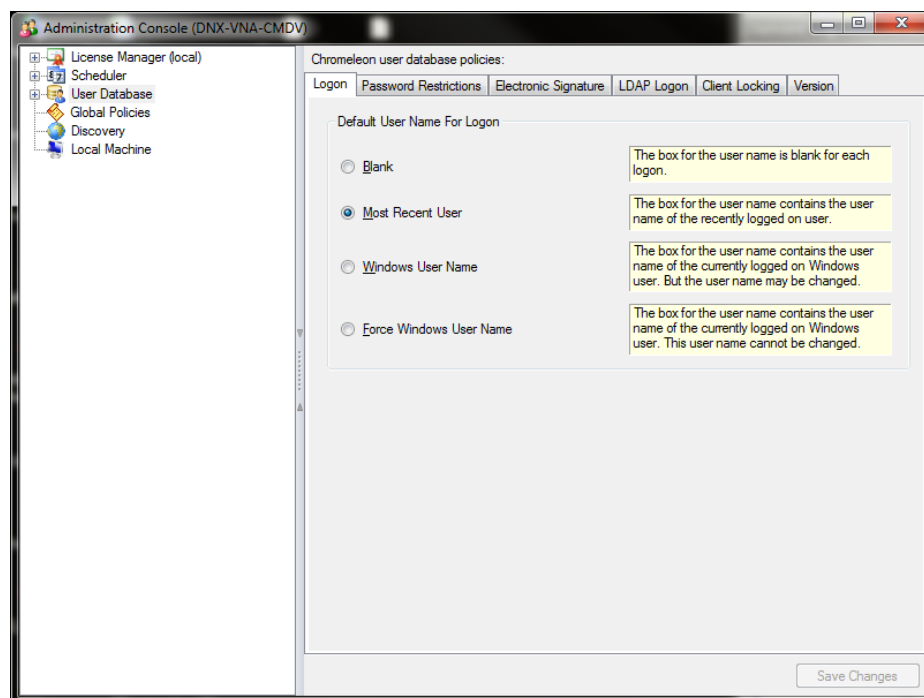 Administration Console (DNX-VNA-CMDV)
License Manager (local)
Scheduler
User Database
Global Policies
Discovery
Local Machine
Chromeleon user database policies:
Logon
Password Restrictions
Electronic Signature
LDAP Logon
Client Locking
Version
Default User Name For Logon
Blank
The box for the user name is blank for each
logon.
Most Recent User
The box for the user name contains the user
name of the recently logged on user.
Windows User Name
The box for the user name contains the user
name of the currently logged on Windows
user. But the user name may be changed.
Force Windows User Name
The box for the user name contains the user
name of the currently logged on Windows
user. This user name cannot be changed.
Save Changes